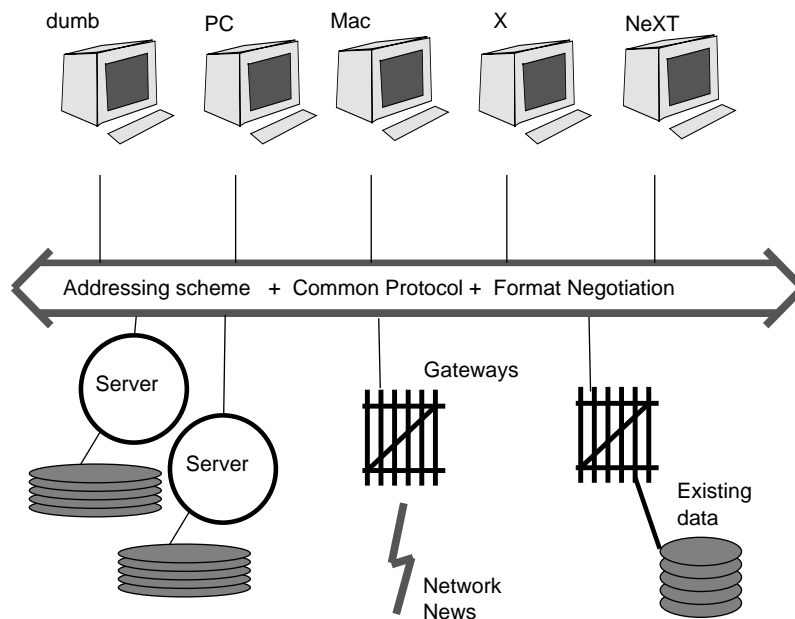 dumb
PC
Mac
X
NeXT
Addressing scheme + Common Protocol + Format Negotiation
Server
Gateways
Server
Existing
data
Network
News